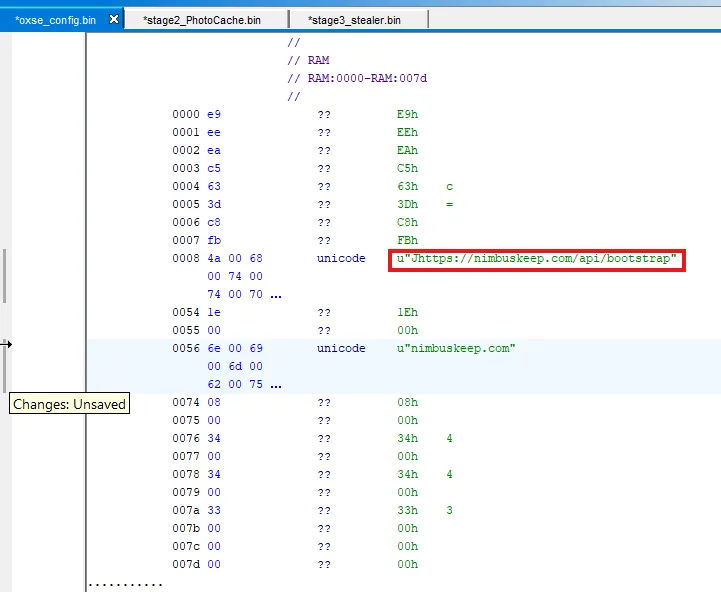 *oxse_config.bin X *stage2_PhotoCache.bin *stage3_stealer.bin
//
// RAM
// RAM:0000-RAM:007d
//
0000 e9 ?? E9h
0001 ee ?? EEh
0002 ea ?? EAh
0003 c5 ?? C5h
0004 63 ?? 63h c
0005 3d ?? 3Dh =
0006 c8 ?? C8h
0007 fb ?? FBh
0008 4a 00 68 unicode u"Jhttps://nimbuskeep.com/api/bootstrap"
00 74 00
74 00 70 ...
0054 1e ?? 1Eh
0055 00 ?? 00h
0056 6e 00 69 unicode u"nimbuskeep.com"
00 6d 00
62 00 75 ...
Changes: Unsaved
0074 08 ?? 08h
0075 00 ?? 00h
0076 34 ?? 34h 4
0077 00 ?? 00h
0078 34 ?? 34h 4
0079 00 ?? 00h
007a 33 ?? 33h 3
007b 00 ?? 00h
007c 00 ?? 00h
007d 00 ?? 00h
...........